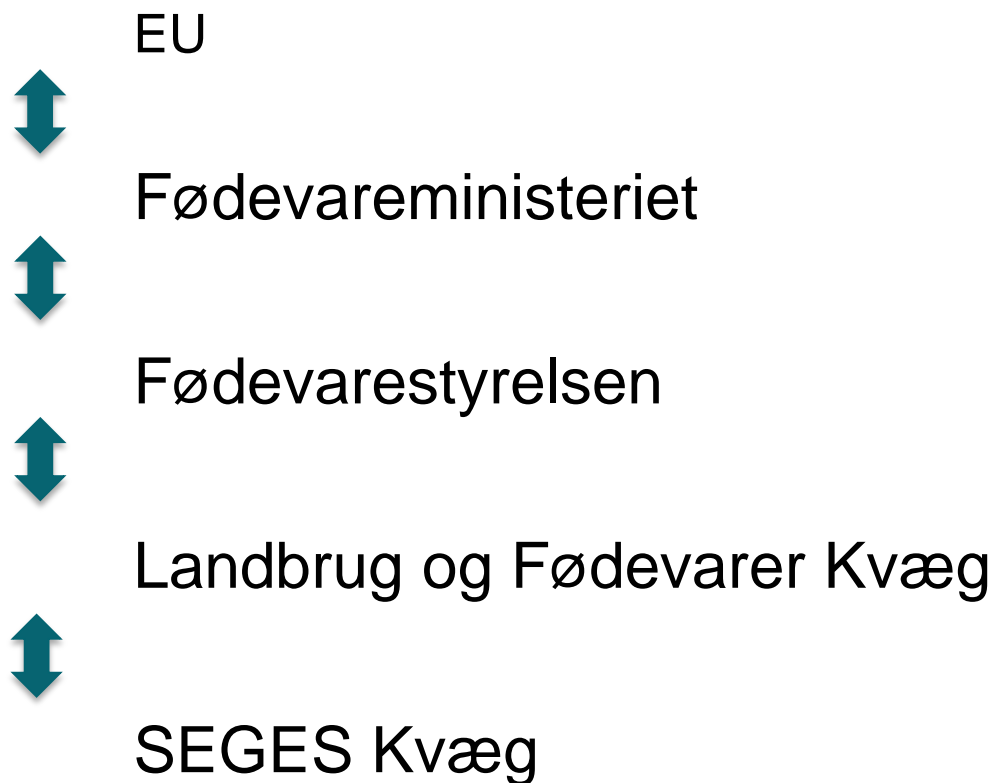 EU
Fødevareministeriet
Fødevarestyrelsen
Landbrug og Fødevarer Kvæg
SEGES Kvæg